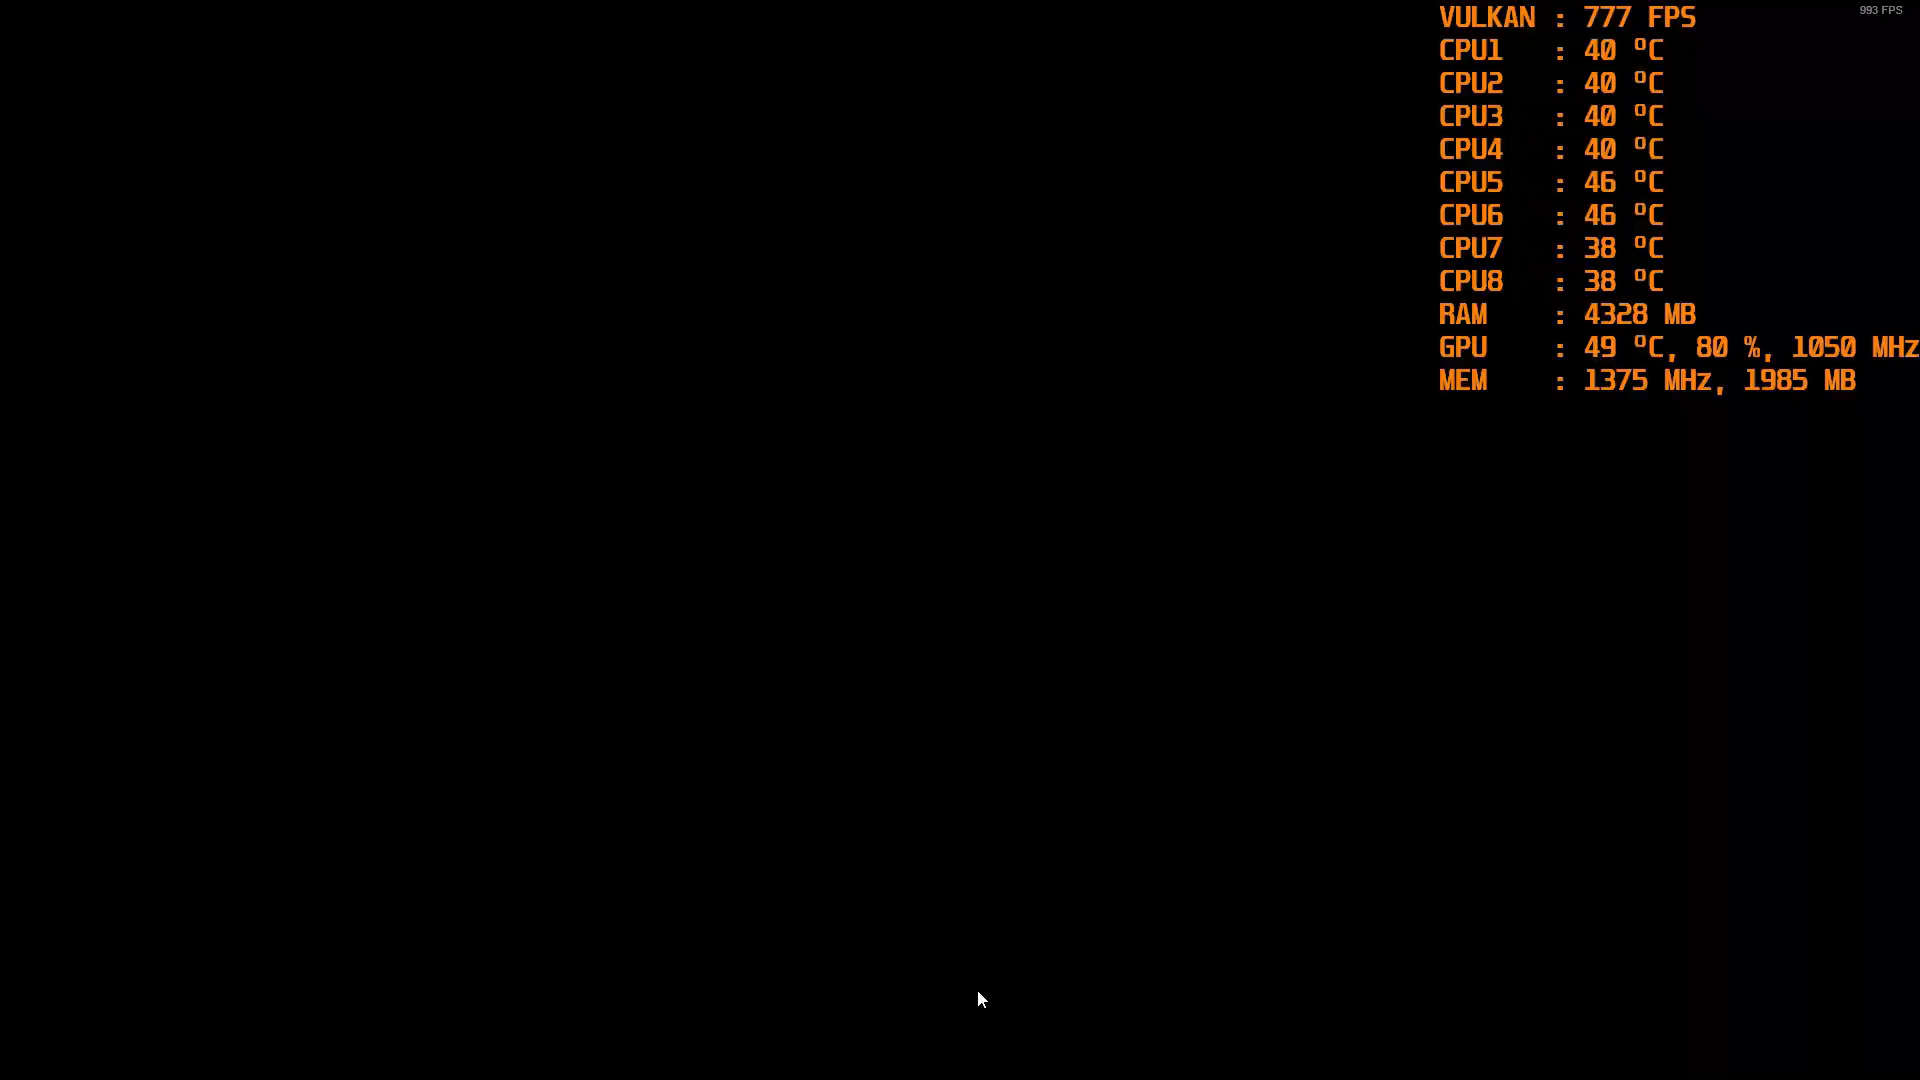 VULKAN : 777 FPS
993 FPS
CPU1 : 40 °C
CPU2 : 40 °C
CPU3 : 40 °C
CPU4 : 40 °C
CPU5 : 46 °C
CPU6 : 46 °C
CPU7 : 38 °C
CPU8 : 38 °C
RAM : 4328 MB
GPU : 49 °C, 80 %, 1050 MHz
MEM : 1375 MHz, 1985 MB